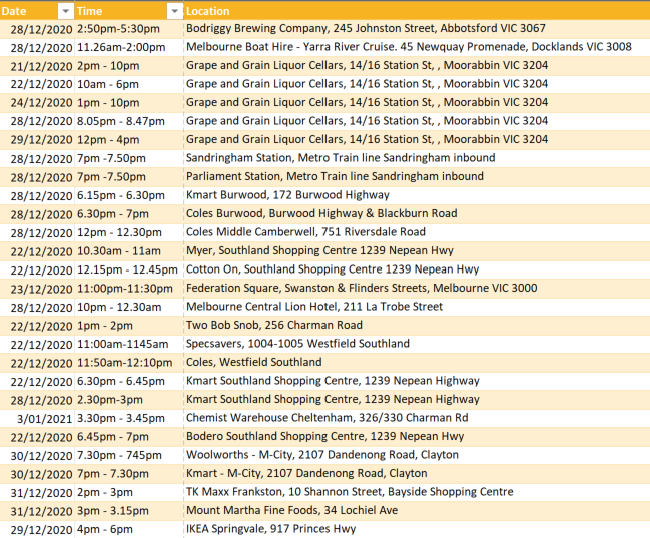 Date Time Location
28/12/2020 2:50pm-5:30pm Bodriggy Brewing Company, 245 Johnston Street, Abbotsford VIC 3067
28/12/2020 11.26am-2:00pm Melbourne Boat Hire - Yarra River Cruise. 45 Newquay Promenade, Docklands VIC 3008
21/12/2020 2pm - 10pm Grape and Grain Liquor Cellars, 14/16 Station St, , Moorabbin VIC 3204
22/12/2020 10am - 6pm Grape and Grain Liquor Cellars, 14/16 Station St, , Moorabbin VIC 3204
24/12/2020 1pm - 10pm Grape and Grain Liquor Cellars, 14/16 Station St, , Moorabbin VIC 3204
28/12/2020 8.05pm - 8.47pm Grape and Grain Liquor Cellars, 14/16 Station St, , Moorabbin VIC 3204
29/12/2020 12pm - 4pm Grape and Grain Liquor Cellars, 14/16 Station St, , Moorabbin VIC 3204
28/12/2020 7pm -7.50pm Sandringham Station, Metro Train line Sandringham inbound
28/12/2020 7pm -7.50pm Parliament Station, Metro Train line Sandringham inbound
28/12/2020 6.15pm - 6.30pm Kmart Burwood, 172 Burwood Highway
28/12/2020 6.30pm - 7pm Coles Burwood, Burwood Highway & Blackburn Road
28/12/2020 12pm - 12.30pm Coles Middle Camberwell, 751 Riversdale Road
22/12/2020 10.30am - 11am Myer, Southland Shopping Centre 1239 Nepean Hwy
22/12/2020 12.15pm - 12.45pm Cotton On, Southland Shopping Centre 1239 Nepean Hwy
23/12/2020 11:00pm-11:30pm Federation Square, Swanston & Flinders Streets, Melbourne VIC 3000
28/12/2020 10pm - 12.30am Melbourne Central Lion Hotel, 211 La Trobe Street
22/12/2020 1pm - 2pm Two Bob Snob, 256 Charman Road
22/12/2020 11:00am-1145am Specsavers, 1004-1005 Westfield Southland
22/12/2020 11:50am-12:10pm Coles, Westfield Southland
22/12/2020 6.30pm - 6.45pm Kmart Southland Shopping Centre, 1239 Nepean Highway
28/12/2020 2.30pm-3pm Kmart Southland Shopping Centre, 1239 Nepean Highway
3/01/2021 3.30pm - 3.45pm Chemist Warehouse Cheltenham, 326/330 Charman Rd
22/12/2020 6.45pm - 7pm Bodero Southland Shopping Centre, 1239 Nepean Hwy
30/12/2020 7.30pm - 745pm Woolworths - M-City, 2107 Dandenong Road, Clayton
30/12/2020 7pm - 7.30pm Kmart - M-City, 2107 Dandenong Road, Clayton
31/12/2020 2pm - 3pm TK Maxx Frankston, 10 Shannon Street, Bayside Shopping Centre
31/12/2020 3pm - 3.15pm Mount Martha Fine Foods, 34 Lochiel Ave
29/12/2020 4pm - 6pm IKEA Springvale, 917 Princes Hwy